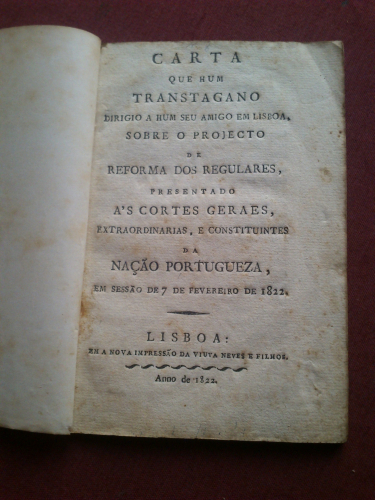 CARTA
QUE HUM
TRANSTAGANO
DIRIGIO A HUM SEU AMIGO EM LISBOA,
SOBRE O PROJECTO
DE
REFORMA DOS REGULARES,
PRESENTADO
A'S CORTES GERAES,
EXTRAORDINARIAS, E CONSTITUINTES
DA
NAÇÃO PORTUGUEZA,
EM SESSÃO DE 7 DE FEVEREIRO DE 1822.
LISBOA:
EN A NOVA IMPRESSÃO DA VIUVA NEVES E FILHOS.
Anno de 1822.